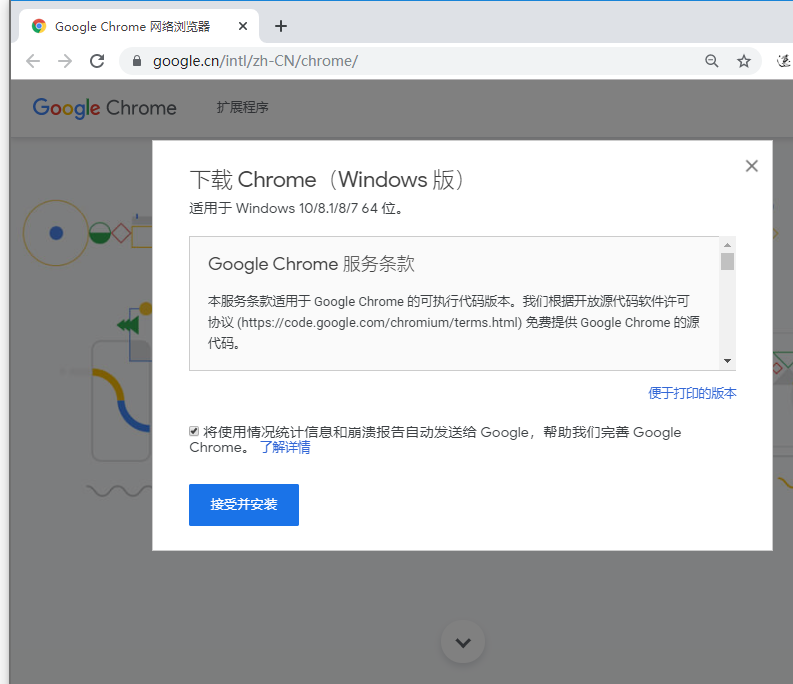 Google Chrome 网络浏览器
google.cn/intl/zh-CN/chrome/
Google Chrome
扩展程序
下载 Chrome（Windows 版）
适用于 Windows 10/8.1/8/7 64 位。
Google Chrome 服务条款
本服务条款适用于 Google Chrome 的可执行代码版本。我们根据开放源代码软件许可
协议 (https://code.google.com/chromium/terms.html) 免费提供 Google Chrome 的源
代码。
便于打印的版本
将使用情况统计信息和崩溃报告自动发送给 Google，帮助我们完善 Google
Chrome。 了解详情
接受并安装